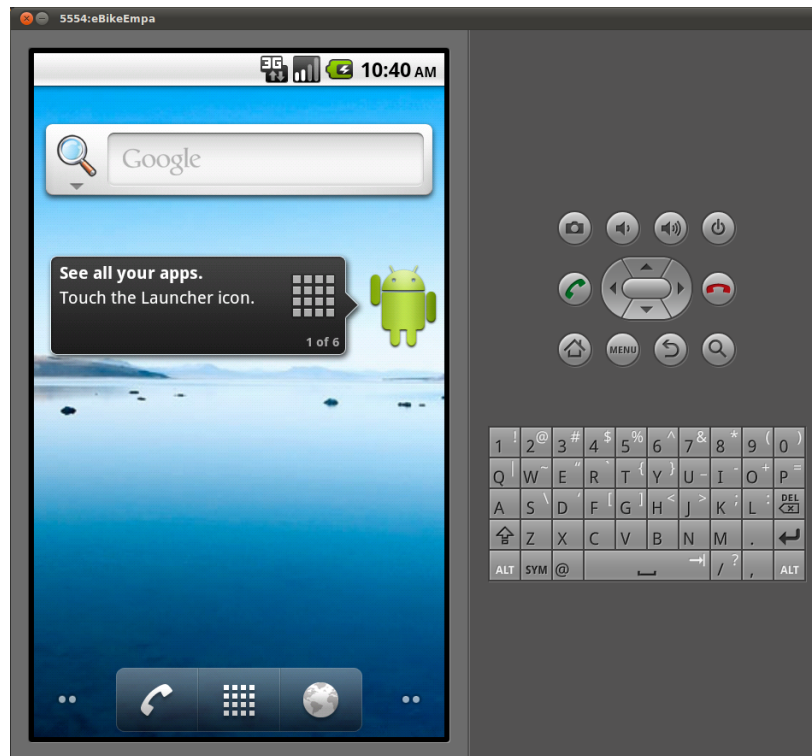 5554:eBikeEmpa
3G 10:40 AM
Google
See all your apps.
Touch the Launcher icon.
1 of 6
MENU
1 ! 2 @ 3 # 4 $ 5 % 6 ^ 7 & 8 * 9 ( 0 )
Q | W ~ E “ R ` T { Y } U _ I - O + P =
A S \ D ‘ F [ G ] H < J > K ; L : DEL
Z X C V B N M .
ALT SYM @ / ? , ALT